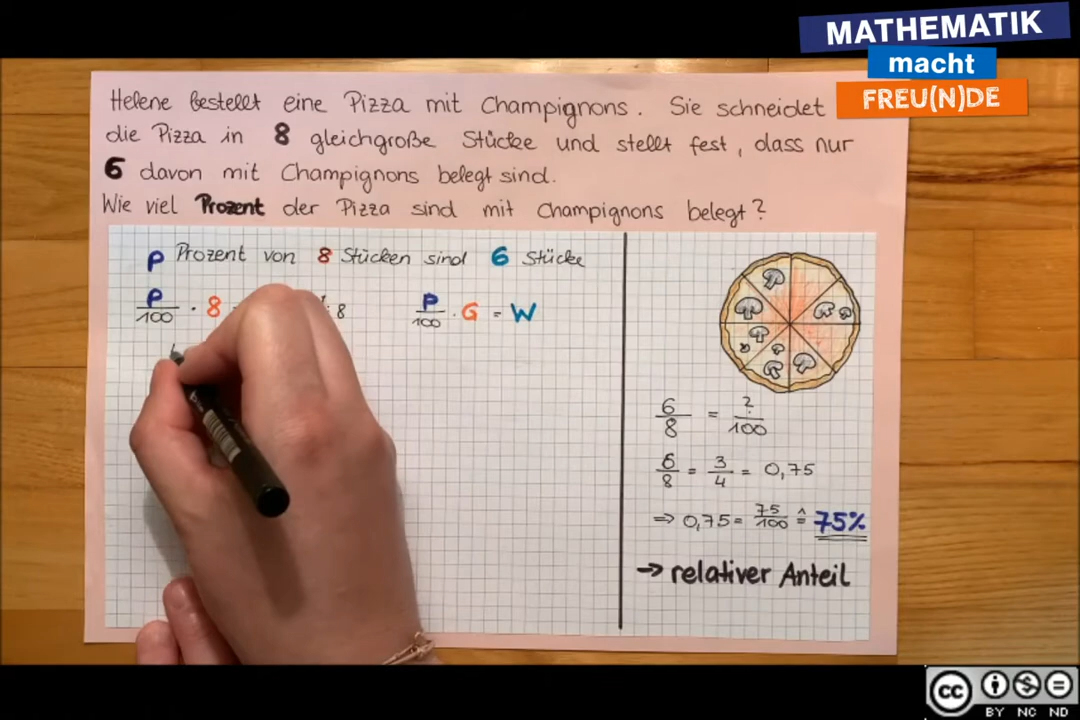 MATHEMATIK
macht
FREU(N)DE
Helene bestellt eine Pizza mit Champignons. Sie schneidet
die Pizza in 8 gleichgroße Stücke und stellt fest, dass nur
6 davon mit Champignons belegt sind.
Wie viel Prozent der Pizza sind mit Champignons belegt?
p Prozent von 8 Stücken sind 6 Stücke
p/100 · 8 = : 8
p/100 · G = W
6/8 = ?/100
6/8 = 3/4 = 0,75
⇒ 0,75 = 75/100 ≙ 75%
→ relativer Anteil
cc
BY NC ND